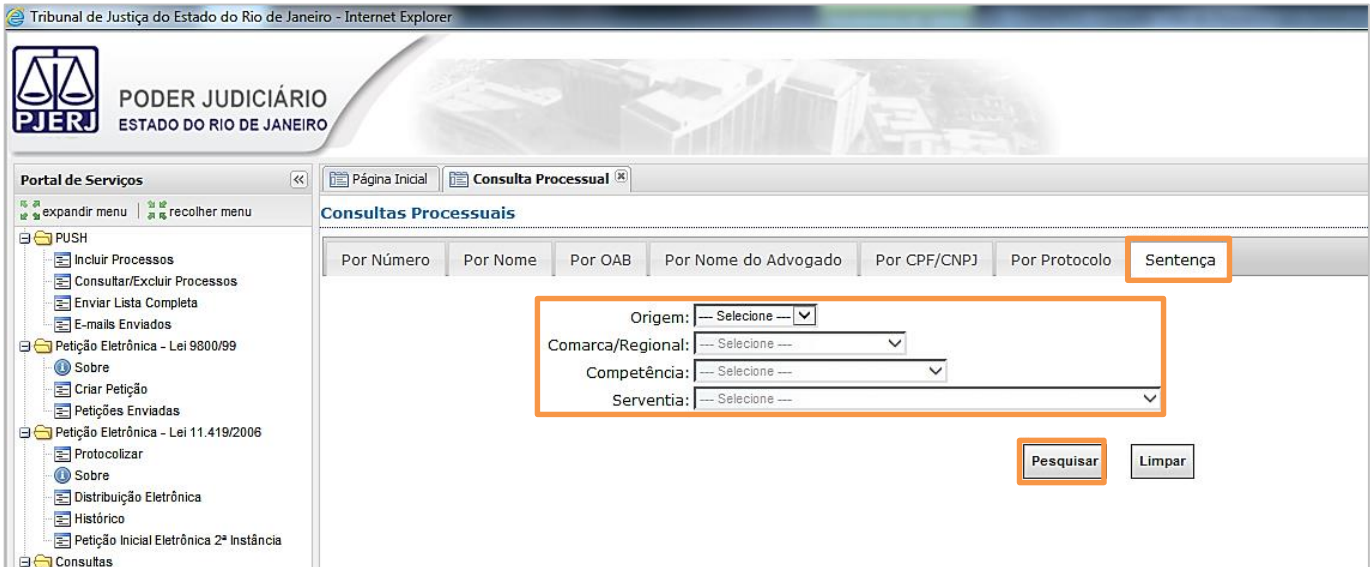 Tribunal de Justiça do Estado do Rio de Janeiro - Internet Explorer
PJERJ
PODER JUDICIÁRIO
ESTADO DO RIO DE JANEIRO
Portal de Serviços
expandir menu | recolher menu
PUSH
Incluir Processos
Consultar/Excluir Processos
Enviar Lista Completa
E-mails Enviados
Petição Eletrônica - Lei 9800/99
Sobre
Criar Petição
Petições Enviadas
Petição Eletrônica - Lei 11.419/2006
Protocolizar
Sobre
Distribuição Eletrônica
Histórico
Petição Inicial Eletrônica 2ª Instância
Consultas
Página Inicial Consulta Processual
Consultas Processuais
Por Número Por Nome Por OAB Por Nome do Advogado Por CPF/CNPJ Por Protocolo Sentença
Origem: --- Selecione ---
Comarca/Regional: --- Selecione ---
Competência: --- Selecione ---
Serventia: --- Selecione ---
Pesquisar Limpar